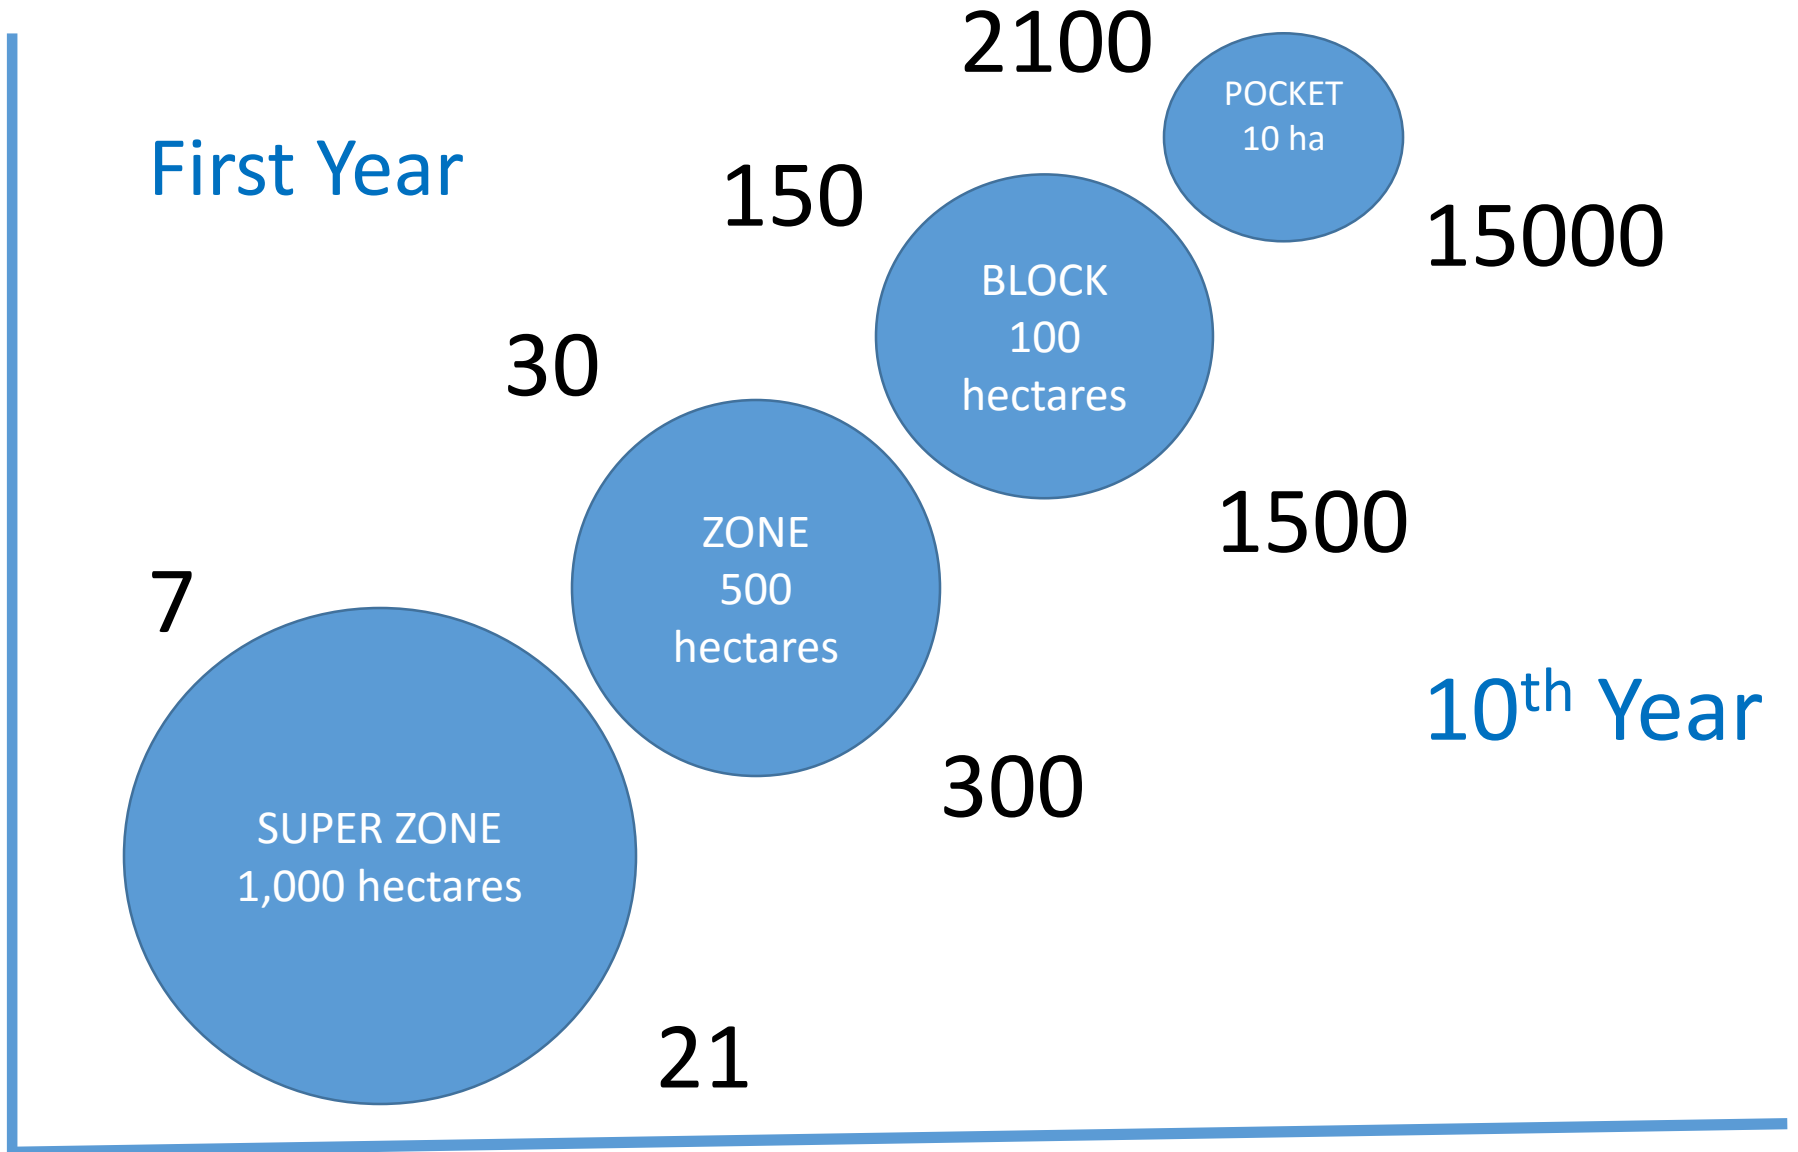 First Year
2100
POCKET
10 ha
15000
150
BLOCK
100
hectares
1500
30
ZONE
500
hectares
300
7
SUPER ZONE
1,000 hectares
21
10th Year